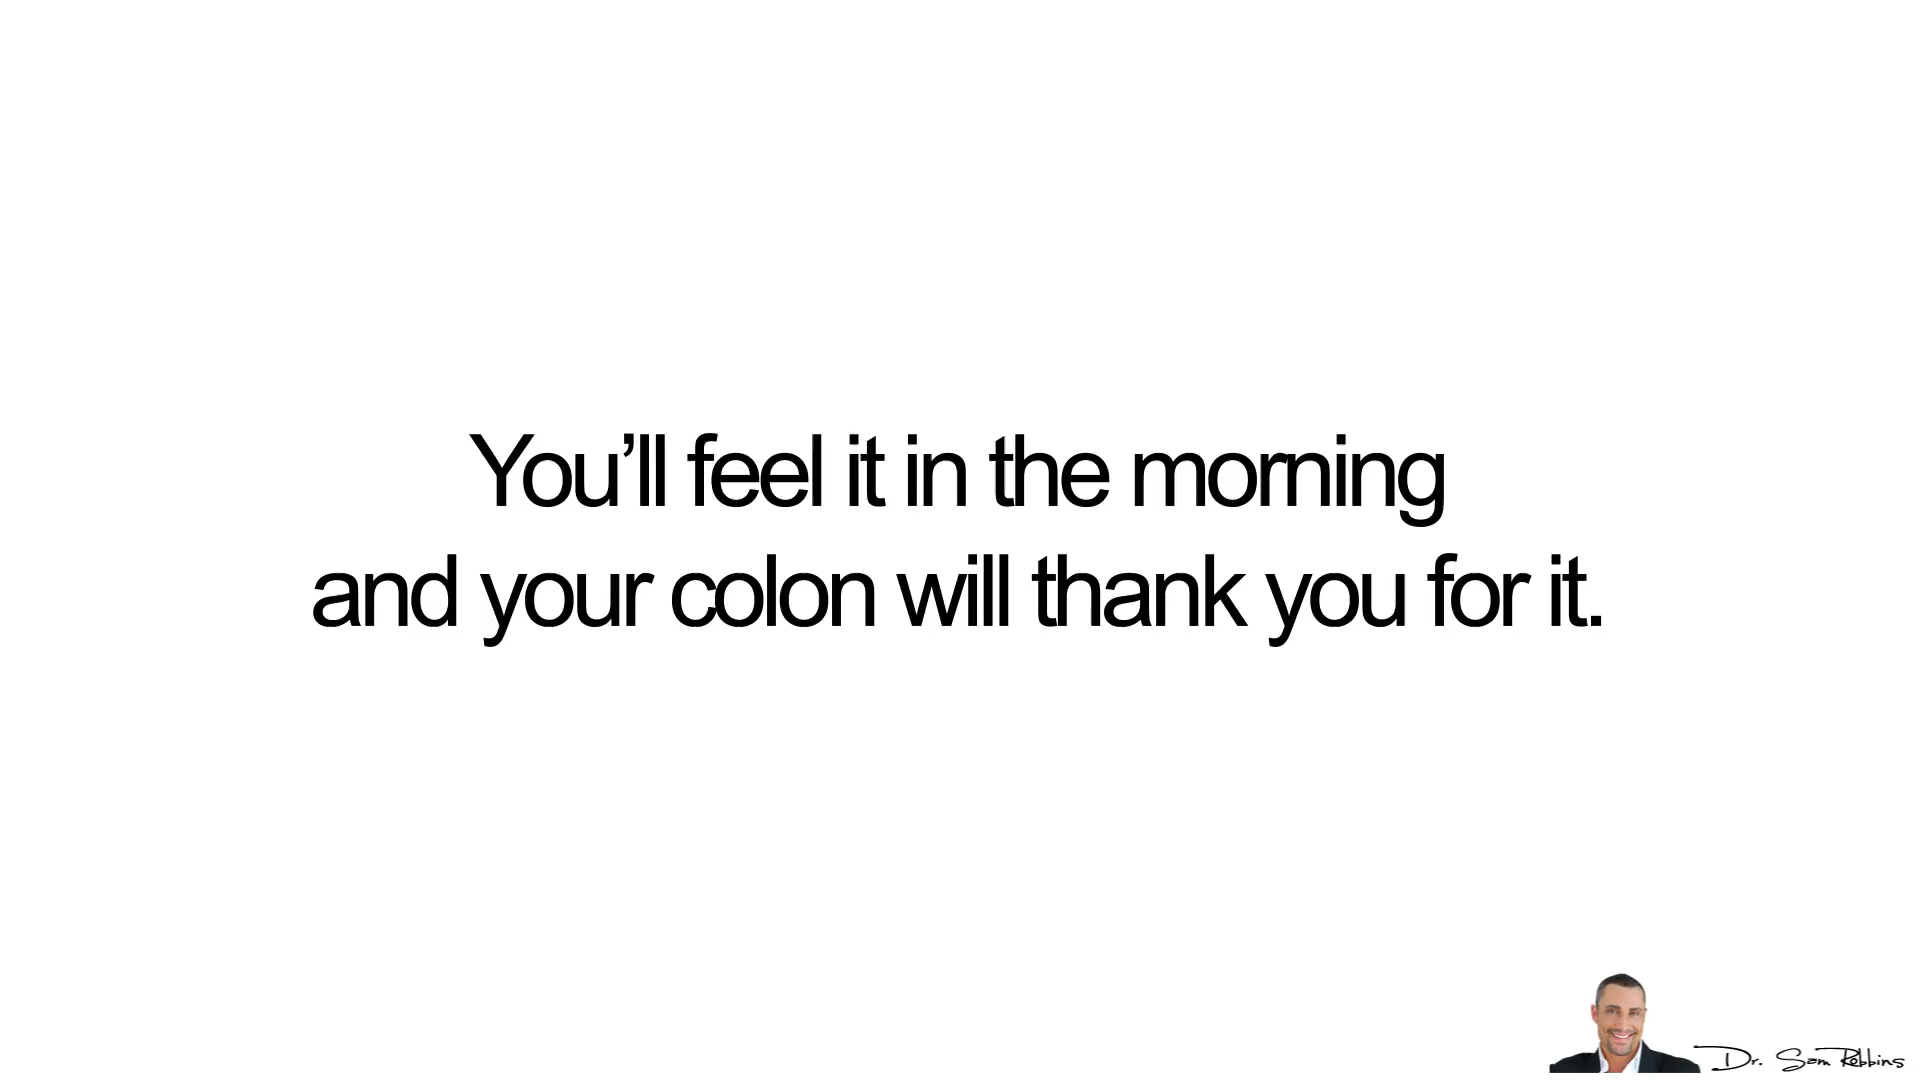 You’ll feel it in the morning
and your colon will thank you for it.
Dr. Sam Robbins